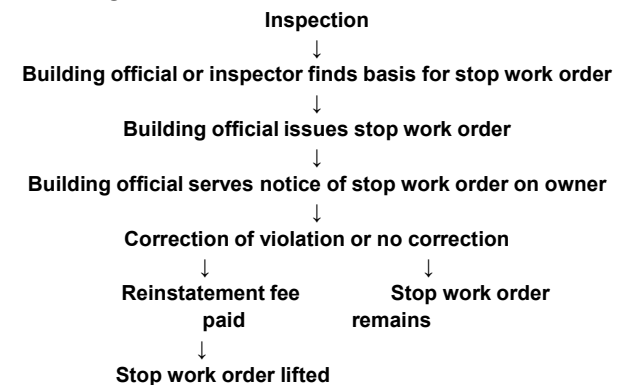 Inspection
↓
Building official or inspector finds basis for stop work order
↓
Building official issues stop work order
↓
Building official serves notice of stop work order on owner
↓
Correction of violation or no correction
↓ ↓
Reinstatement fee Stop work order
paid remains
↓
Stop work order lifted